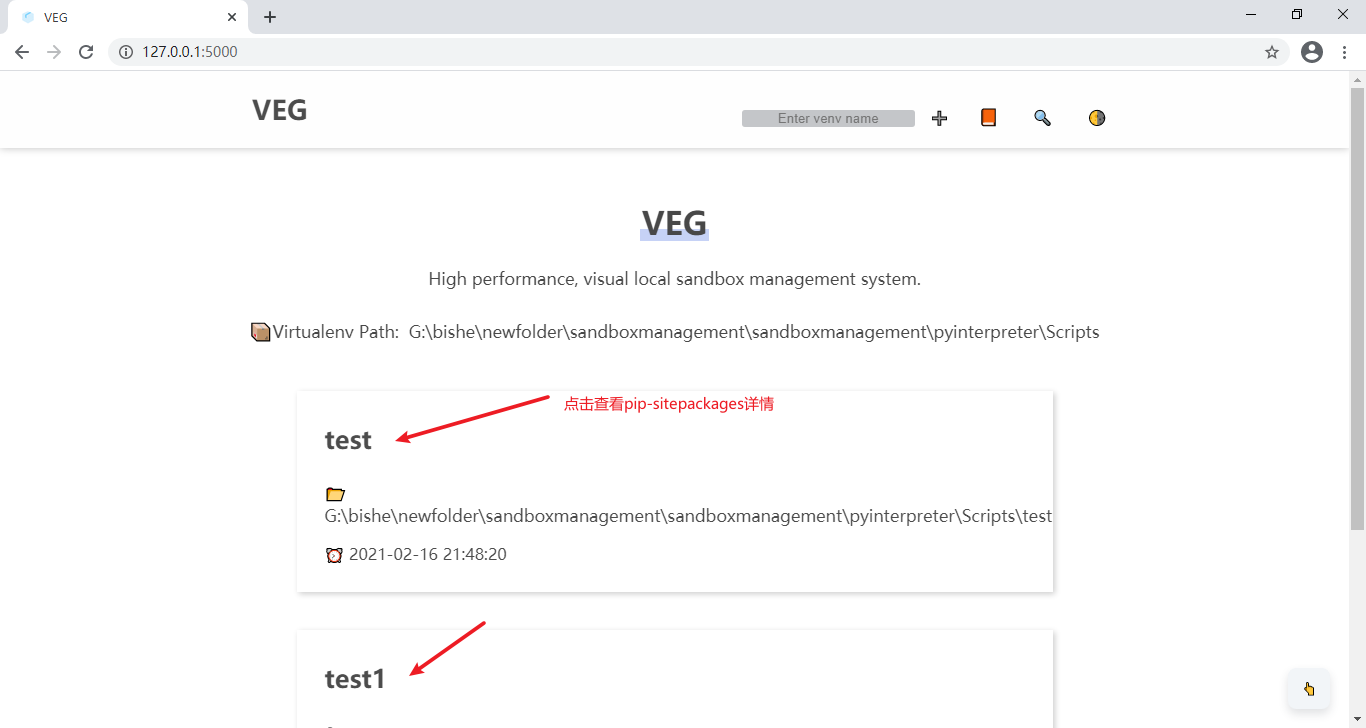 VEG
127.0.0.1:5000
VEG
Enter venv name
VEG
High performance, visual local sandbox management system.
Virtualenv Path: G:\bishe\newfolder\sandboxmanagement\sandboxmanagement\pyinterpreter\Scripts
点击查看pip-sitepackages详情
test
G:\bishe\newfolder\sandboxmanagement\sandboxmanagement\pyinterpreter\Scripts\test
2021-02-16 21:48:20
test1